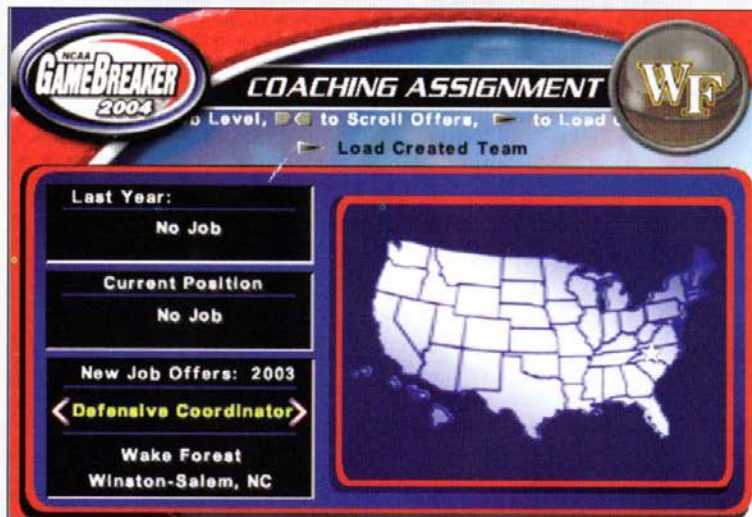 NCAA
GAMEBREAKER
2004
COACHING ASSIGNMENT
WF
Level, to Scroll Offers, to Load
Load Created Team
Last Year:
No Job
Current Position
No Job
New Job Offers: 2003
Defensive Coordinator
Wake Forest
Winston-Salem, NC